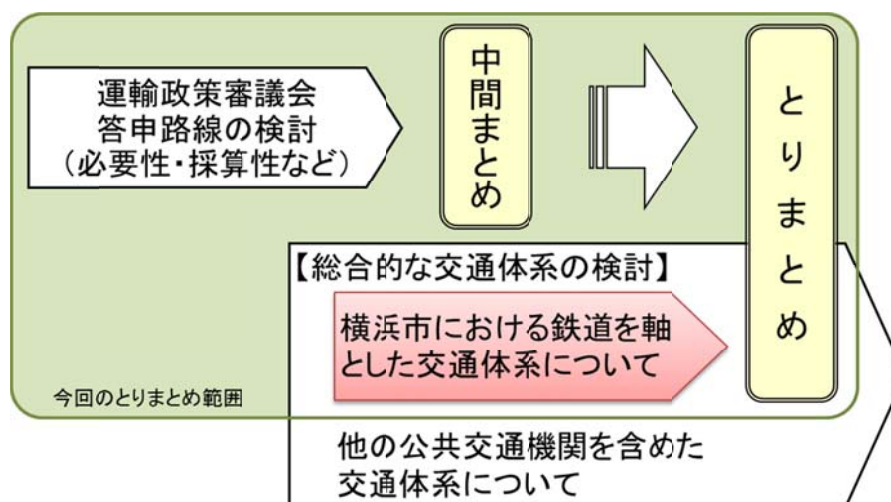 運輸政策審議会
答申路線の検討
（必要性・採算性など）
中間まとめ
とりまとめ
【総合的な交通体系の検討】
横浜市における鉄道を軸
とした交通体系について
今回のとりまとめ範囲
他の公共交通機関を含めた
交通体系について